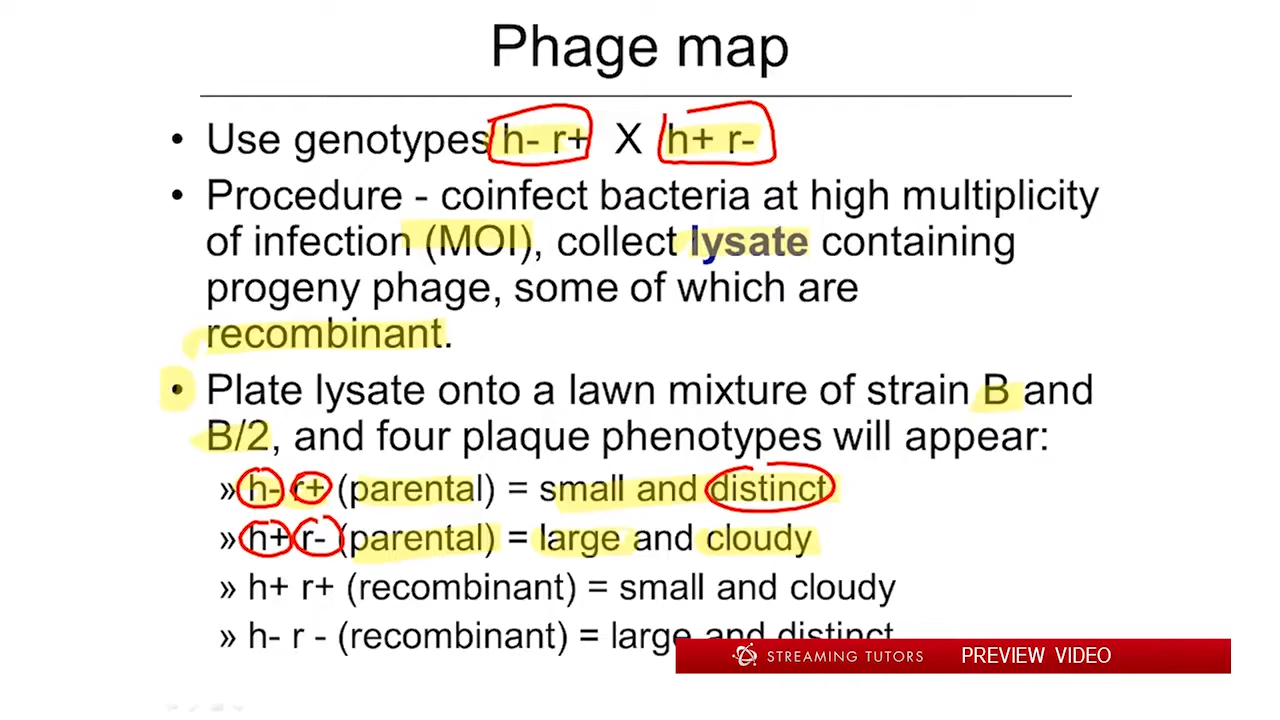 Phage map
• Use genotypes h- r+ X h+ r-
• Procedure - coinfect bacteria at high multiplicity
of infection (MOI), collect lysate containing
progeny phage, some of which are
recombinant.
• Plate lysate onto a lawn mixture of strain B and
B/2, and four plaque phenotypes will appear:
» h- r+ (parental) = small and distinct
» h+ r- (parental) = large and cloudy
» h+ r+ (recombinant) = small and cloudy
» h- r - (recombinant) = large and distinct
STREAMING TUTORS PREVIEW VIDEO